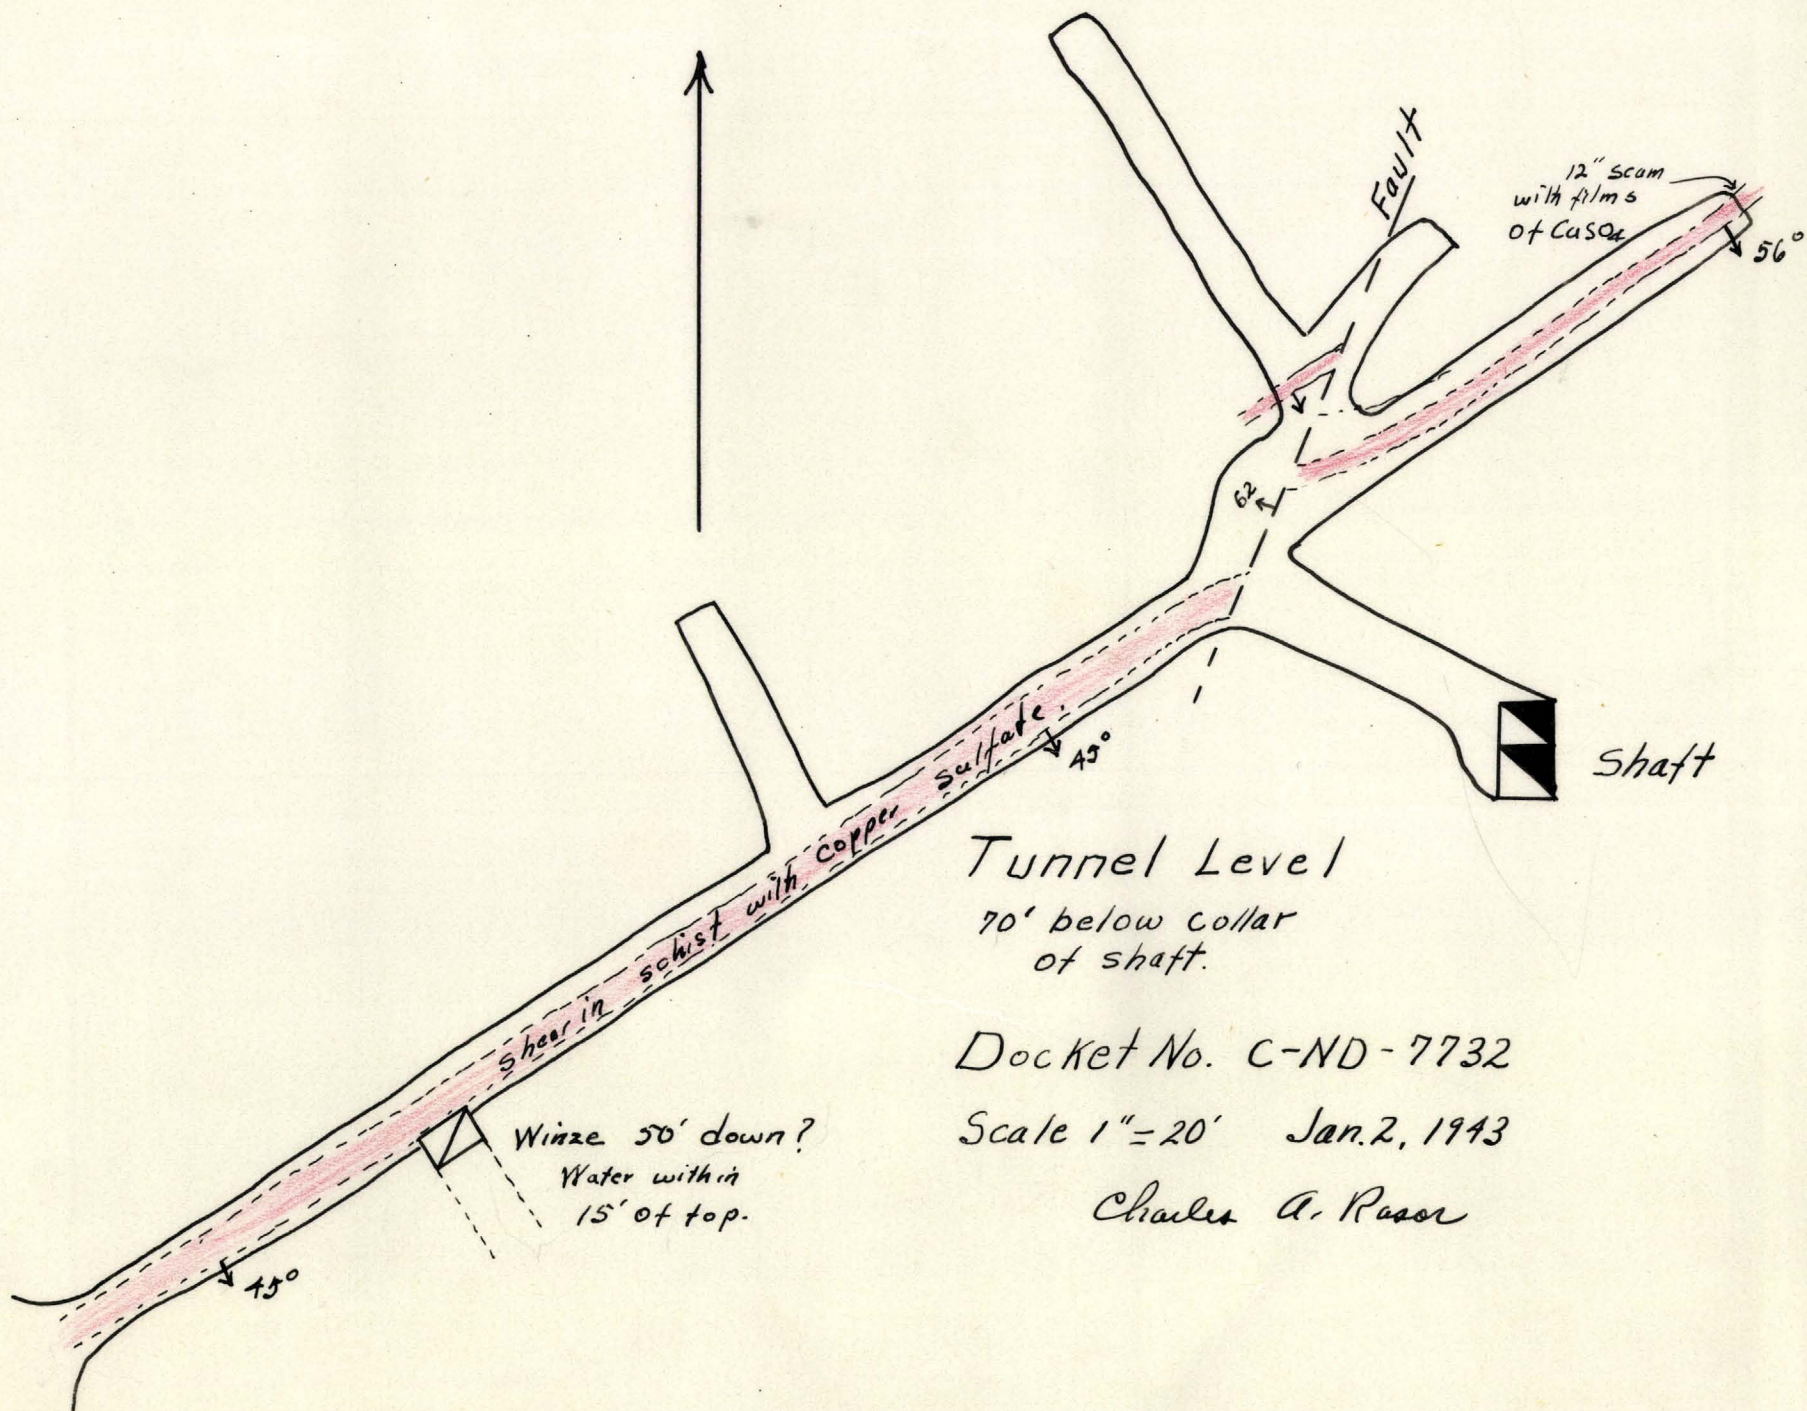 Fault
12" seam
with films
of CuSO4
56°
62
shear in schist with copper sulfate.
45°
Shaft
Tunnel Level
70' below collar
of shaft.
Docket No. C-ND-7732
Scale 1"=20' Jan. 2, 1943
Charles A. Rasor
Winze 50' down?
Water within
15' of top.
45°